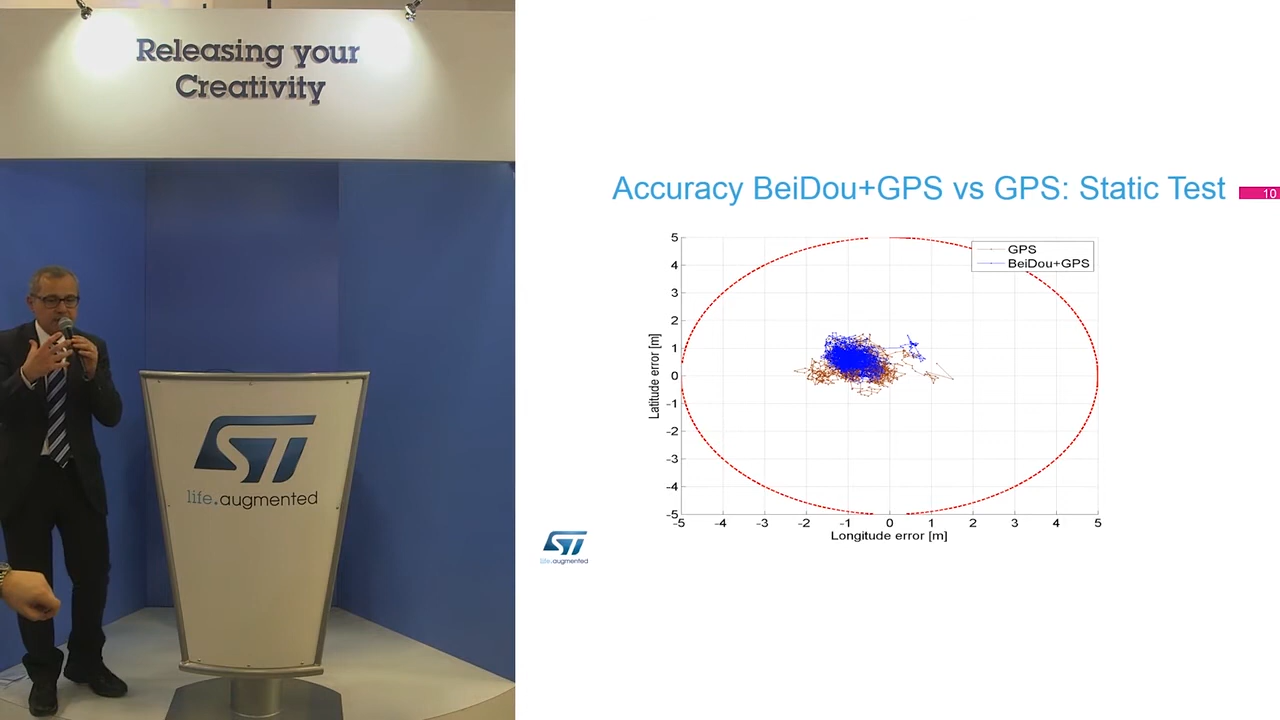 Releasing your
Creativity
ST
life.augmented
Accuracy BeiDou+GPS vs GPS: Static Test
10
GPS
BeiDou+GPS
5
4
3
2
1
0
-1
-2
-3
-4
-5
Latitude error [m]
-5 -4 -3 -2 -1 0 1 2 3 4 5
Longitude error [m]
ST
life.augmented